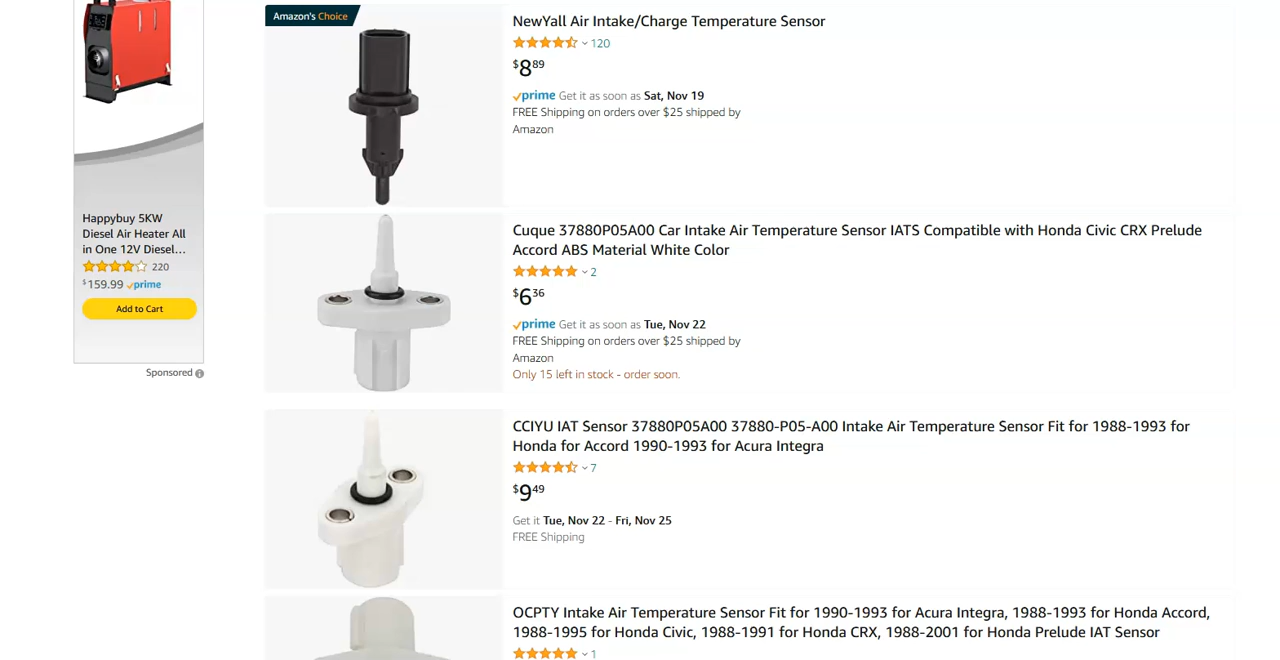 Happybuy 5KW
Diesel Air Heater All
in One 12V Diesel...
220
$159.99 prime
Add to Cart
Sponsored
Amazon's Choice
NewYall Air Intake/Charge Temperature Sensor
120
$8 89
prime Get it as soon as Sat, Nov 19
FREE Shipping on orders over $25 shipped by
Amazon
Cuque 37880P05A00 Car Intake Air Temperature Sensor IATS Compatible with Honda Civic CRX Prelude
Accord ABS Material White Color
2
$6 36
prime Get it as soon as Tue, Nov 22
FREE Shipping on orders over $25 shipped by
Amazon
Only 15 left in stock - order soon.
CCIYU IAT Sensor 37880P05A00 37880-P05-A00 Intake Air Temperature Sensor Fit for 1988-1993 for
Honda for Accord 1990-1993 for Acura Integra
7
$9 49
Get it Tue, Nov 22 - Fri, Nov 25
FREE Shipping
OCPTY Intake Air Temperature Sensor Fit for 1990-1993 for Acura Integra, 1988-1993 for Honda Accord,
1988-1995 for Honda Civic, 1988-1991 for Honda CRX, 1988-2001 for Honda Prelude IAT Sensor
1